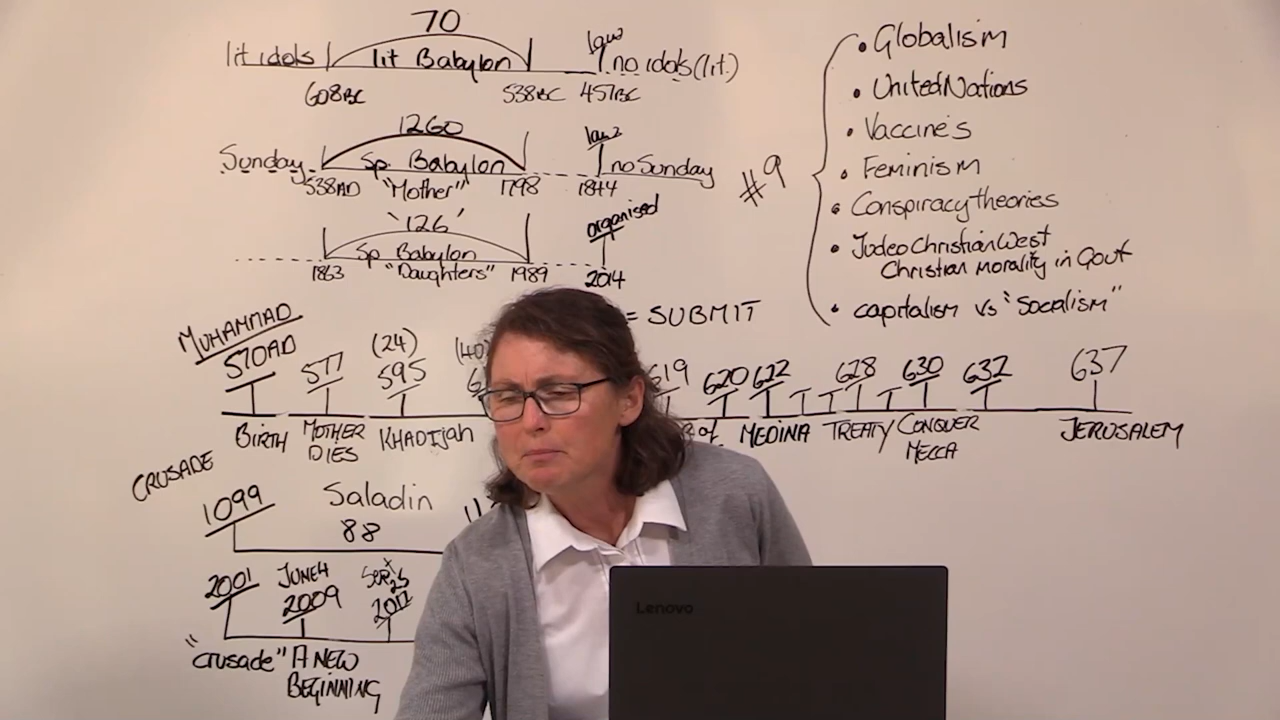 70
lit idols lit Babylon law no idols (lit.)
608BC 538BC 457BC
1260
Sunday Sp. Babylon law 2 no Sunday
538AD "Mother" 1798 1844
'126'
Sp Babylon organised
1863 "Daughters" 1989 2014
#9
• Globalism
• United Nations
• Vaccine's
• Feminism
• Conspiracy theories
• Judeo Christian West
Christian morality in Govt
• capitalism vs "Socialism"
= SUBMIT
MUHAMMAD
570AD 577 (24) 595 (40) 619 620 622 628 630 632 637
BIRTH MOTHER DIES KHADIJAH of MEDINA TREATY CONQUER MECCA JERUSALEM
CRUSADE
1099 Saladin
88
2001 JUNE 4 2009
"crusade" A NEW
BEGINNING
Lenovo